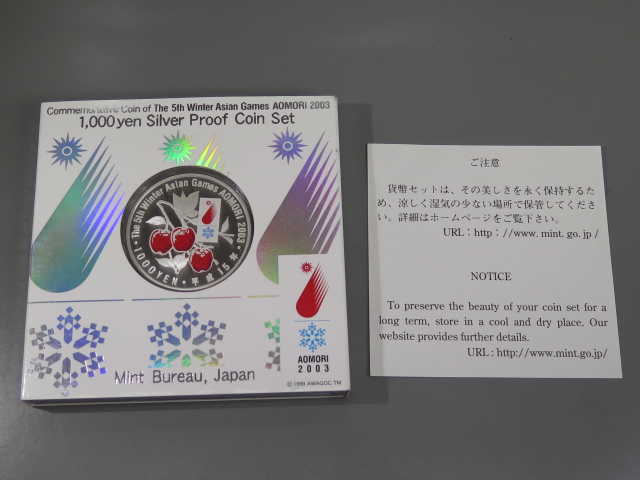 Commemorative Coin of The 5th Winter Asian Games AOMORI 2003
1,000yen Silver Proof Coin Set
The 5th Winter Asian Games AOMORI 2003
1000YEN・平成15年
AOMORI
2003
Mint Bureau, Japan
© 1999 AWAGOC TM
ご注意
貨幣セットは、その美しさを永く保持するた
め、涼しく湿気の少ない場所で保管してくださ
い。詳細はホームページをご覧下さい。
URL：http：//www.mint.go.jp/
NOTICE
To preserve the beauty of your coin set for a
long term, store in a cool and dry place. Our
website provides further details.
URL : http://www.mint.go.jp/